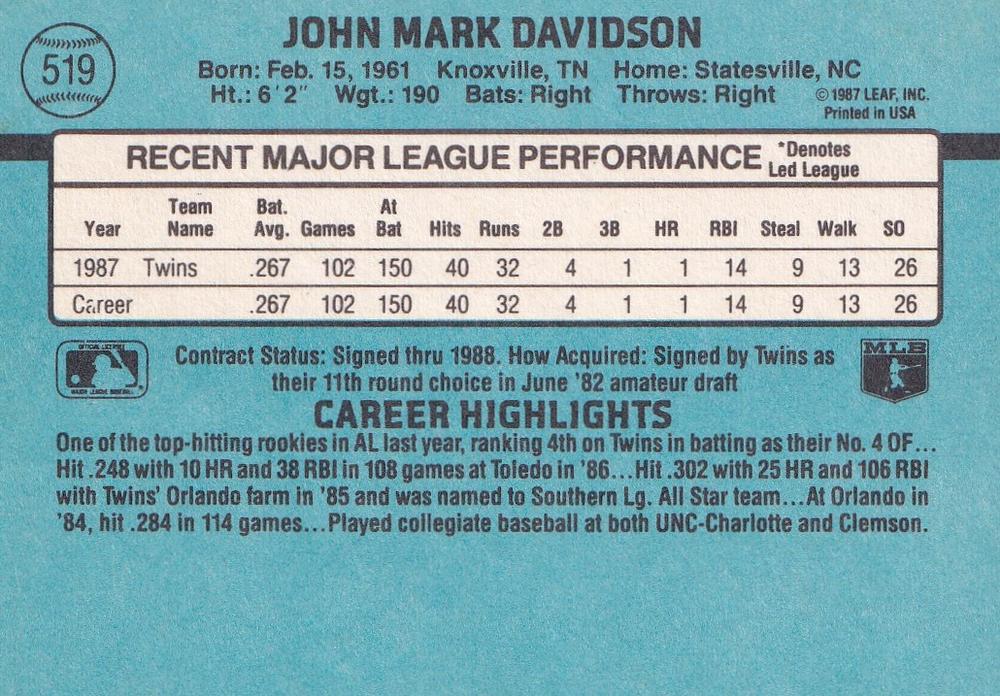 519
JOHN MARK DAVIDSON
Born: Feb. 15, 1961 Knoxville, TN Home: Statesville, NC
Ht.: 6'2" Wgt.: 190 Bats: Right Throws: Right
©1987 LEAF, INC.
Printed in USA
RECENT MAJOR LEAGUE PERFORMANCE *Denotes Led League
Year Team Name Bat. Avg. Games At Bat Hits Runs 2B 3B HR RBI Steal Walk SO
1987 Twins .267 102 150 40 32 4 1 1 14 9 13 26
Career .267 102 150 40 32 4 1 1 14 9 13 26
OFFICIAL LICENSEE
MAJOR LEAGUE BASEBALL
Contract Status: Signed thru 1988. How Acquired: Signed by Twins as
their 11th round choice in June '82 amateur draft
MLB
CAREER HIGHLIGHTS
One of the top-hitting rookies in AL last year, ranking 4th on Twins in batting as their No. 4 OF...
Hit .248 with 10 HR and 38 RBI in 108 games at Toledo in '86...Hit .302 with 25 HR and 106 RBI
with Twins' Orlando farm in '85 and was named to Southern Lg. All Star team...At Orlando in
'84, hit .284 in 114 games...Played collegiate baseball at both UNC-Charlotte and Clemson.